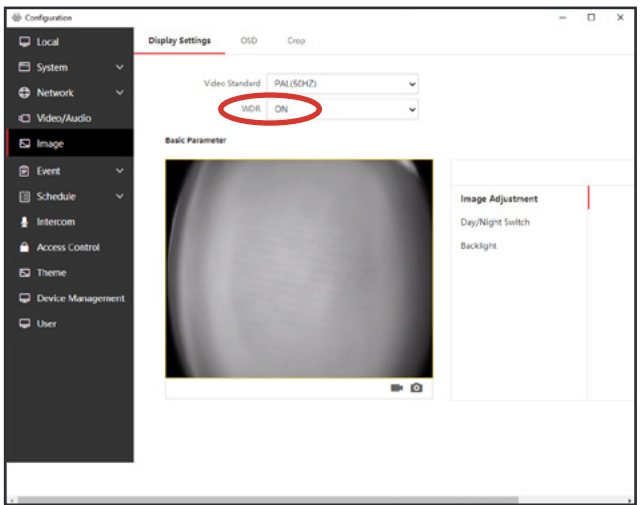 Configuration
Local
System
Network
Video/Audio
Image
Event
Schedule
Intercom
Access Control
Theme
Device Management
User
Display Settings OSD Crop
Video Standard PAL(50HZ)
WDR ON
Basic Parameter
Image Adjustment
Day/Night Switch
Backlight